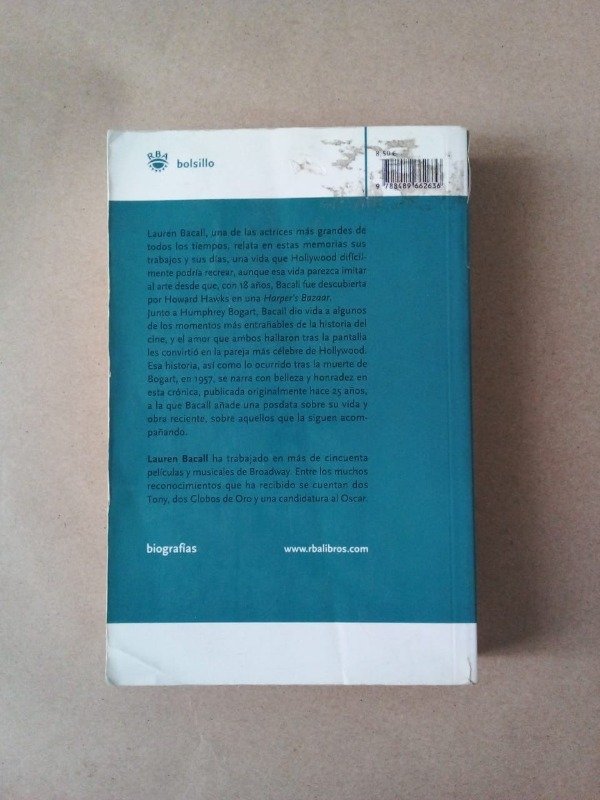 RBA
bolsillo
8,50 €
9 788489 662636
Lauren Bacall, una de las actrices más grandes de
todos los tiempos, relata en estas memorias sus
trabajos y sus días, una vida que Hollywood difícil-
mente podría recrear, aunque esa vida parezca imitar
al arte desde que, con 18 años, Bacall fue descubierta
por Howard Hawks en una Harper's Bazaar.
Junto a Humphrey Bogart, Bacall dio vida a algunos
de los momentos más entrañables de la historia del
cine, y el amor que ambos hallaron tras la pantalla
les convirtió en la pareja más célebre de Hollywood.
Esa historia, así como lo ocurrido tras la muerte de
Bogart, en 1957, se narra con belleza y honradez en
esta crónica, publicada originalmente hace 25 años,
a la que Bacall añade una posdata sobre su vida y
obra reciente, sobre aquellos que la siguen acom-
pañando.
Lauren Bacall ha trabajado en más de cincuenta
películas y musicales de Broadway. Entre los muchos
reconocimientos que ha recibido se cuentan dos
Tony, dos Globos de Oro y una candidatura al Oscar.
biografías
www.rbalibros.com